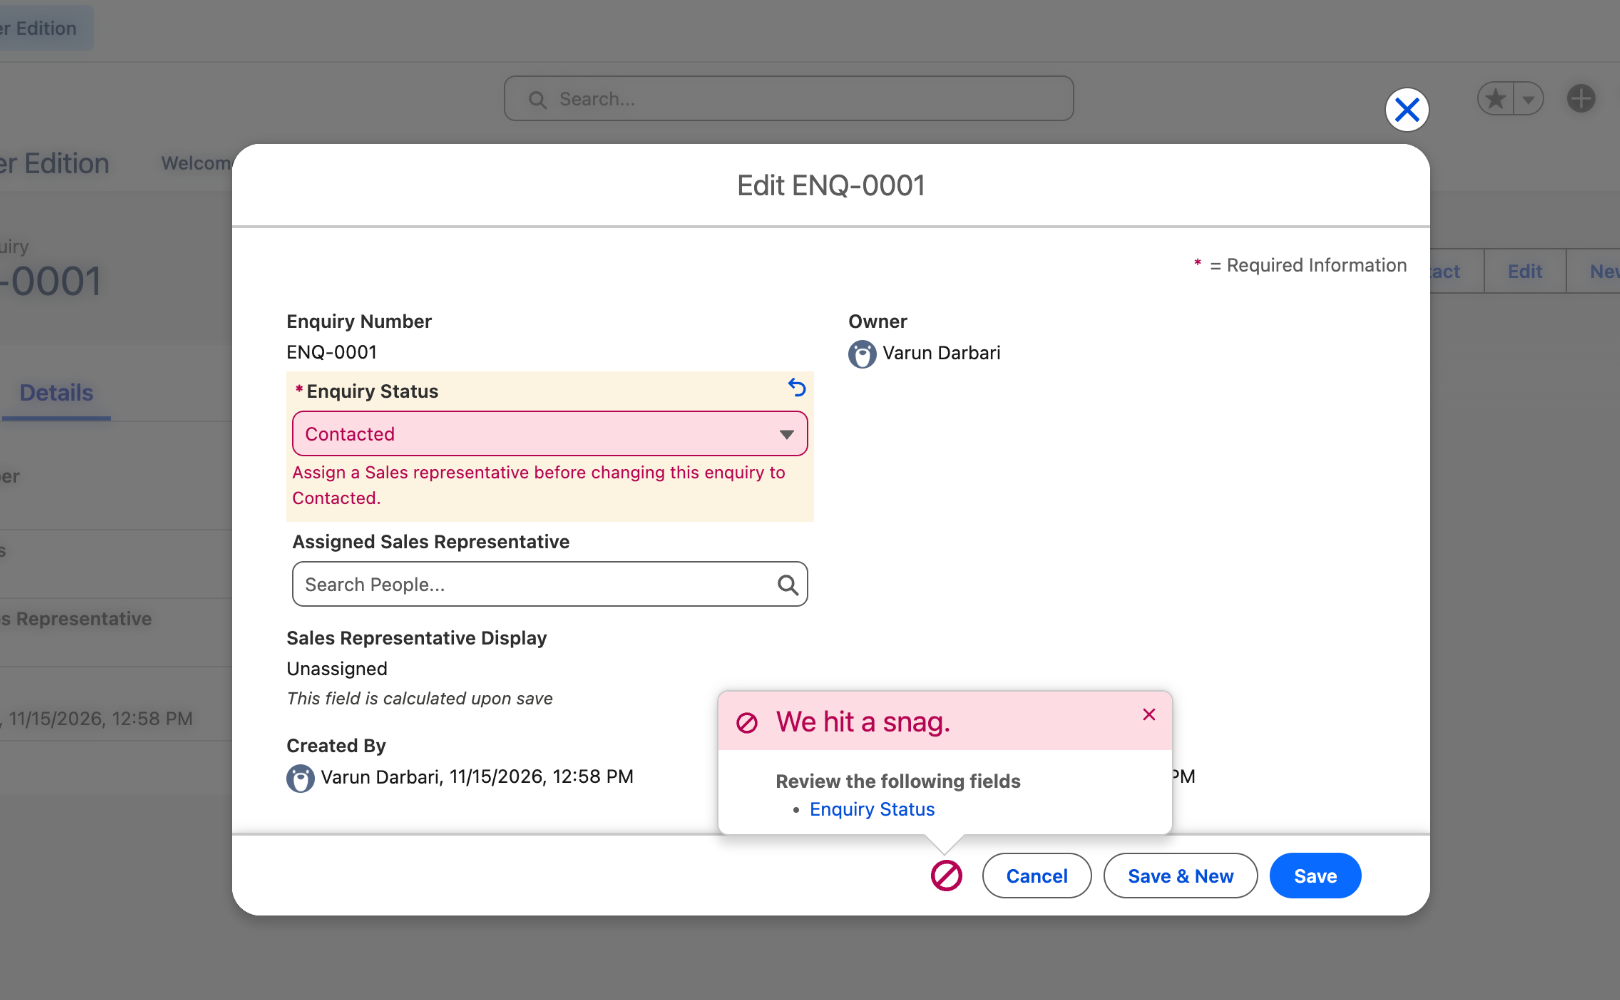 er Edition
Search...
er Edition
Welcom
Edit ENQ-0001
uiry
-0001
* = Required Information
tact
Edit
New
Enquiry Number
ENQ-0001
Owner
Varun Darbari
* Enquiry Status
Contacted
Assign a Sales representative before changing this enquiry to
Contacted.
Details
er
s
Assigned Sales Representative
Search People...
s Representative
Sales Representative Display
Unassigned
This field is calculated upon save
, 11/15/2026, 12:58 PM
Created By
Varun Darbari, 11/15/2026, 12:58 PM
PM
We hit a snag.
Review the following fields
• Enquiry Status
Cancel
Save & New
Save